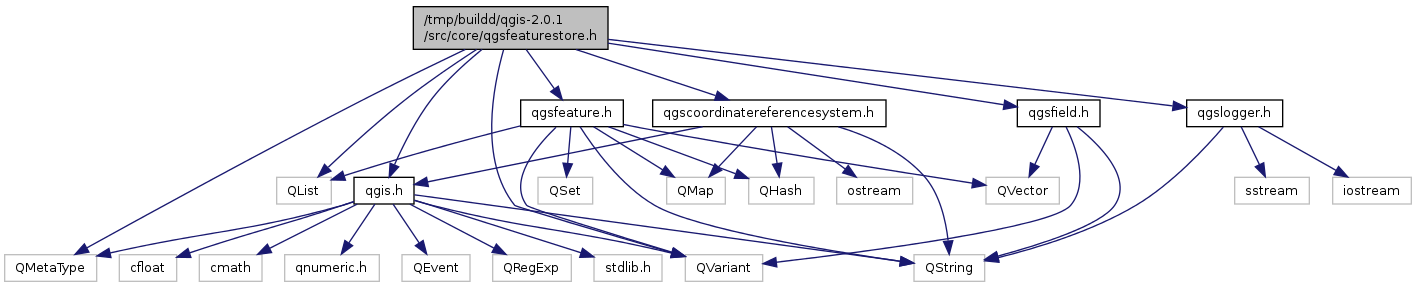 /tmp/buildd/qgis-2.0.1
/src/core/qgsfeaturestore.h
qgsfeature.h
qgscoordinatereferencesystem.h
qgsfield.h
qgslogger.h
QList
qgis.h
QSet
QMap
QHash
ostream
QVector
sstream
iostream
QMetaType
cfloat
cmath
qnumeric.h
QEvent
QRegExp
stdlib.h
QVariant
QString